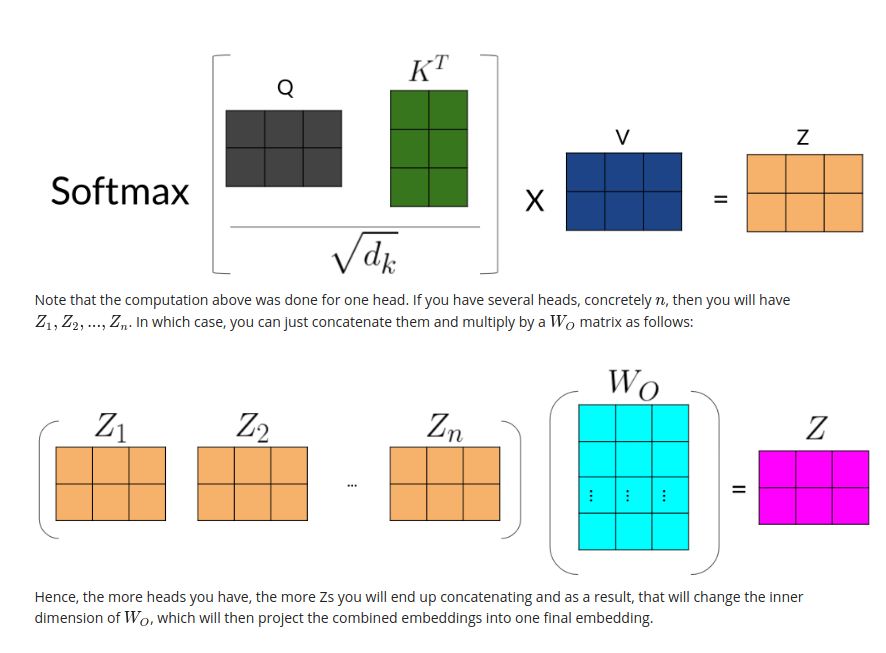 Q
K^T
Softmax
X
V
=
Z
√d_k
Note that the computation above was done for one head. If you have several heads, concretely n, then you will have
Z_1, Z_2, ..., Z_n. In which case, you can just concatenate them and multiply by a W_O matrix as follows:
W_O
Z_1
Z_2
...
Z_n
⋮ ⋮ ⋮
=
Z
Hence, the more heads you have, the more Zs you will end up concatenating and as a result, that will change the inner
dimension of W_O, which will then project the combined embeddings into one final embedding.